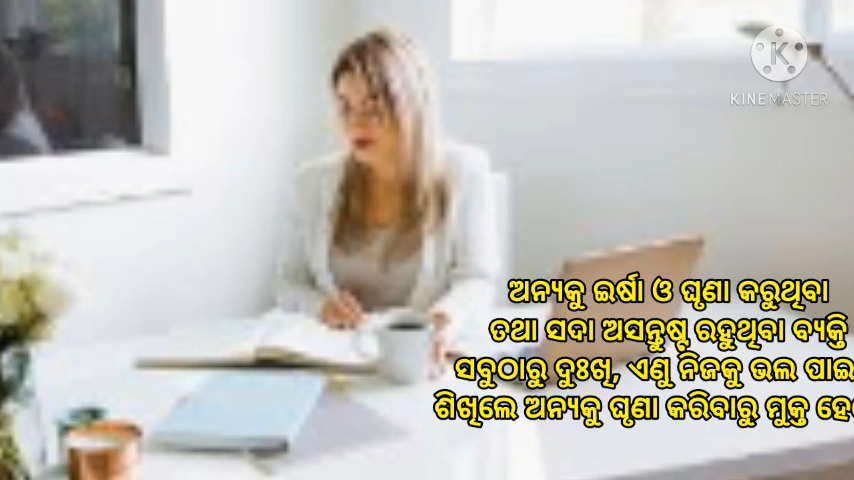 KINEMASTER
ଅନ୍ୟକୁ ଇର୍ଷା ଓ ଘୃଣା କରୁଥିବା
ତଥା ସଦା ଅସନ୍ତୁଷ୍ଟ ରହୁଥିବା ବ୍ୟକ୍ତି
ସବୁଠାରୁ ଦୁଃଖି, ଏଣୁ ନିଜକୁ ଭଲ ପାଇ
ଶିଖିଲେ ଅନ୍ୟକୁ ଘୃଣା କରିବାରୁ ମୁକ୍ତ